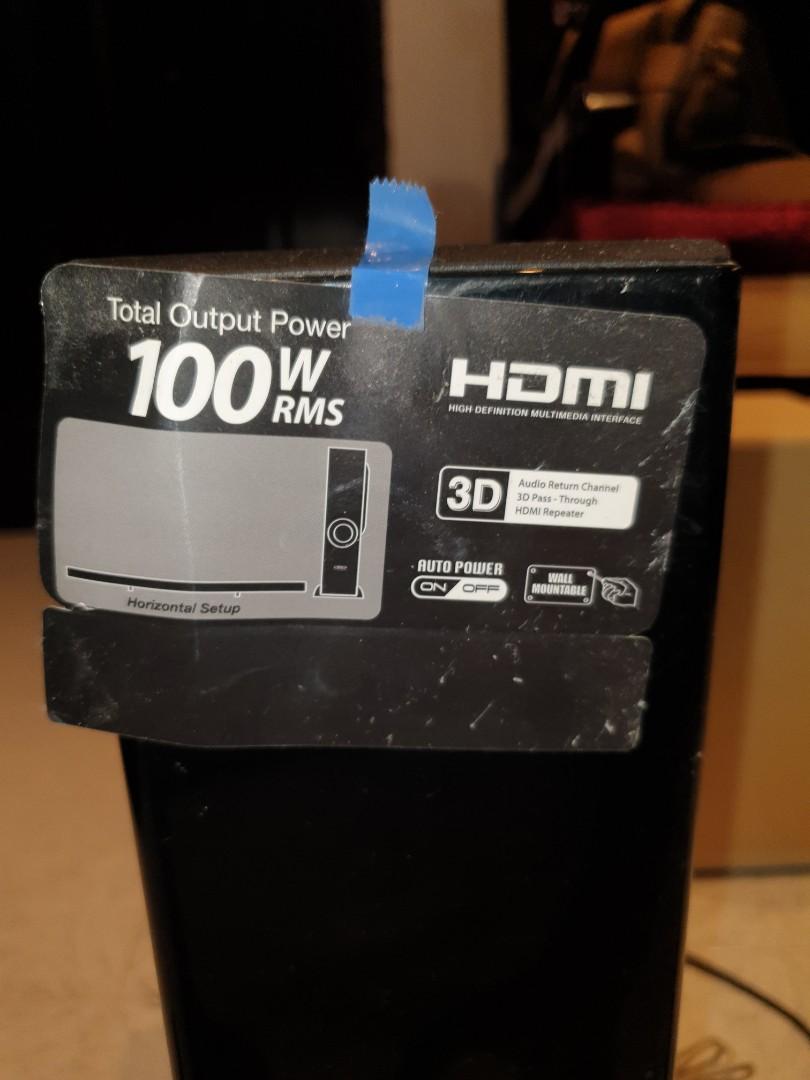 Total Output Power
100W
RMS
HDMI
HIGH-DEFINITION MULTIMEDIA INTERFACE
3D
Audio Return Channel
3D Pass - Through
HDMI Repeater
AUTO POWER
ON OFF
WALL
MOUNTABLE
Horizontal Setup